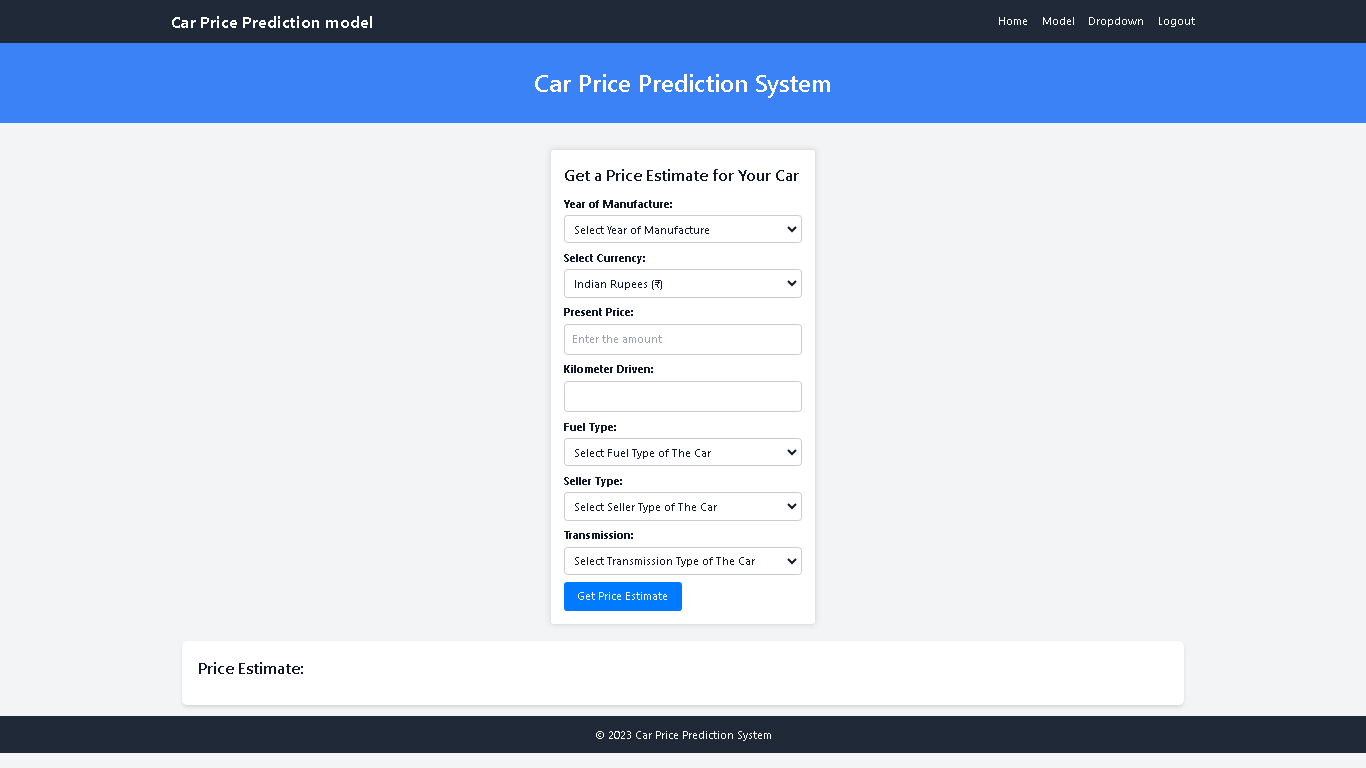 Car Price Prediction model
Home Model Dropdown Logout
Car Price Prediction System
Get a Price Estimate for Your Car
Year of Manufacture:
Select Year of Manufacture
Select Currency:
Indian Rupees (₹)
Present Price:
Enter the amount
Kilometer Driven:
Fuel Type:
Select Fuel Type of The Car
Seller Type:
Select Seller Type of The Car
Transmission:
Select Transmission Type of The Car
Get Price Estimate
Price Estimate:
© 2023 Car Price Prediction System